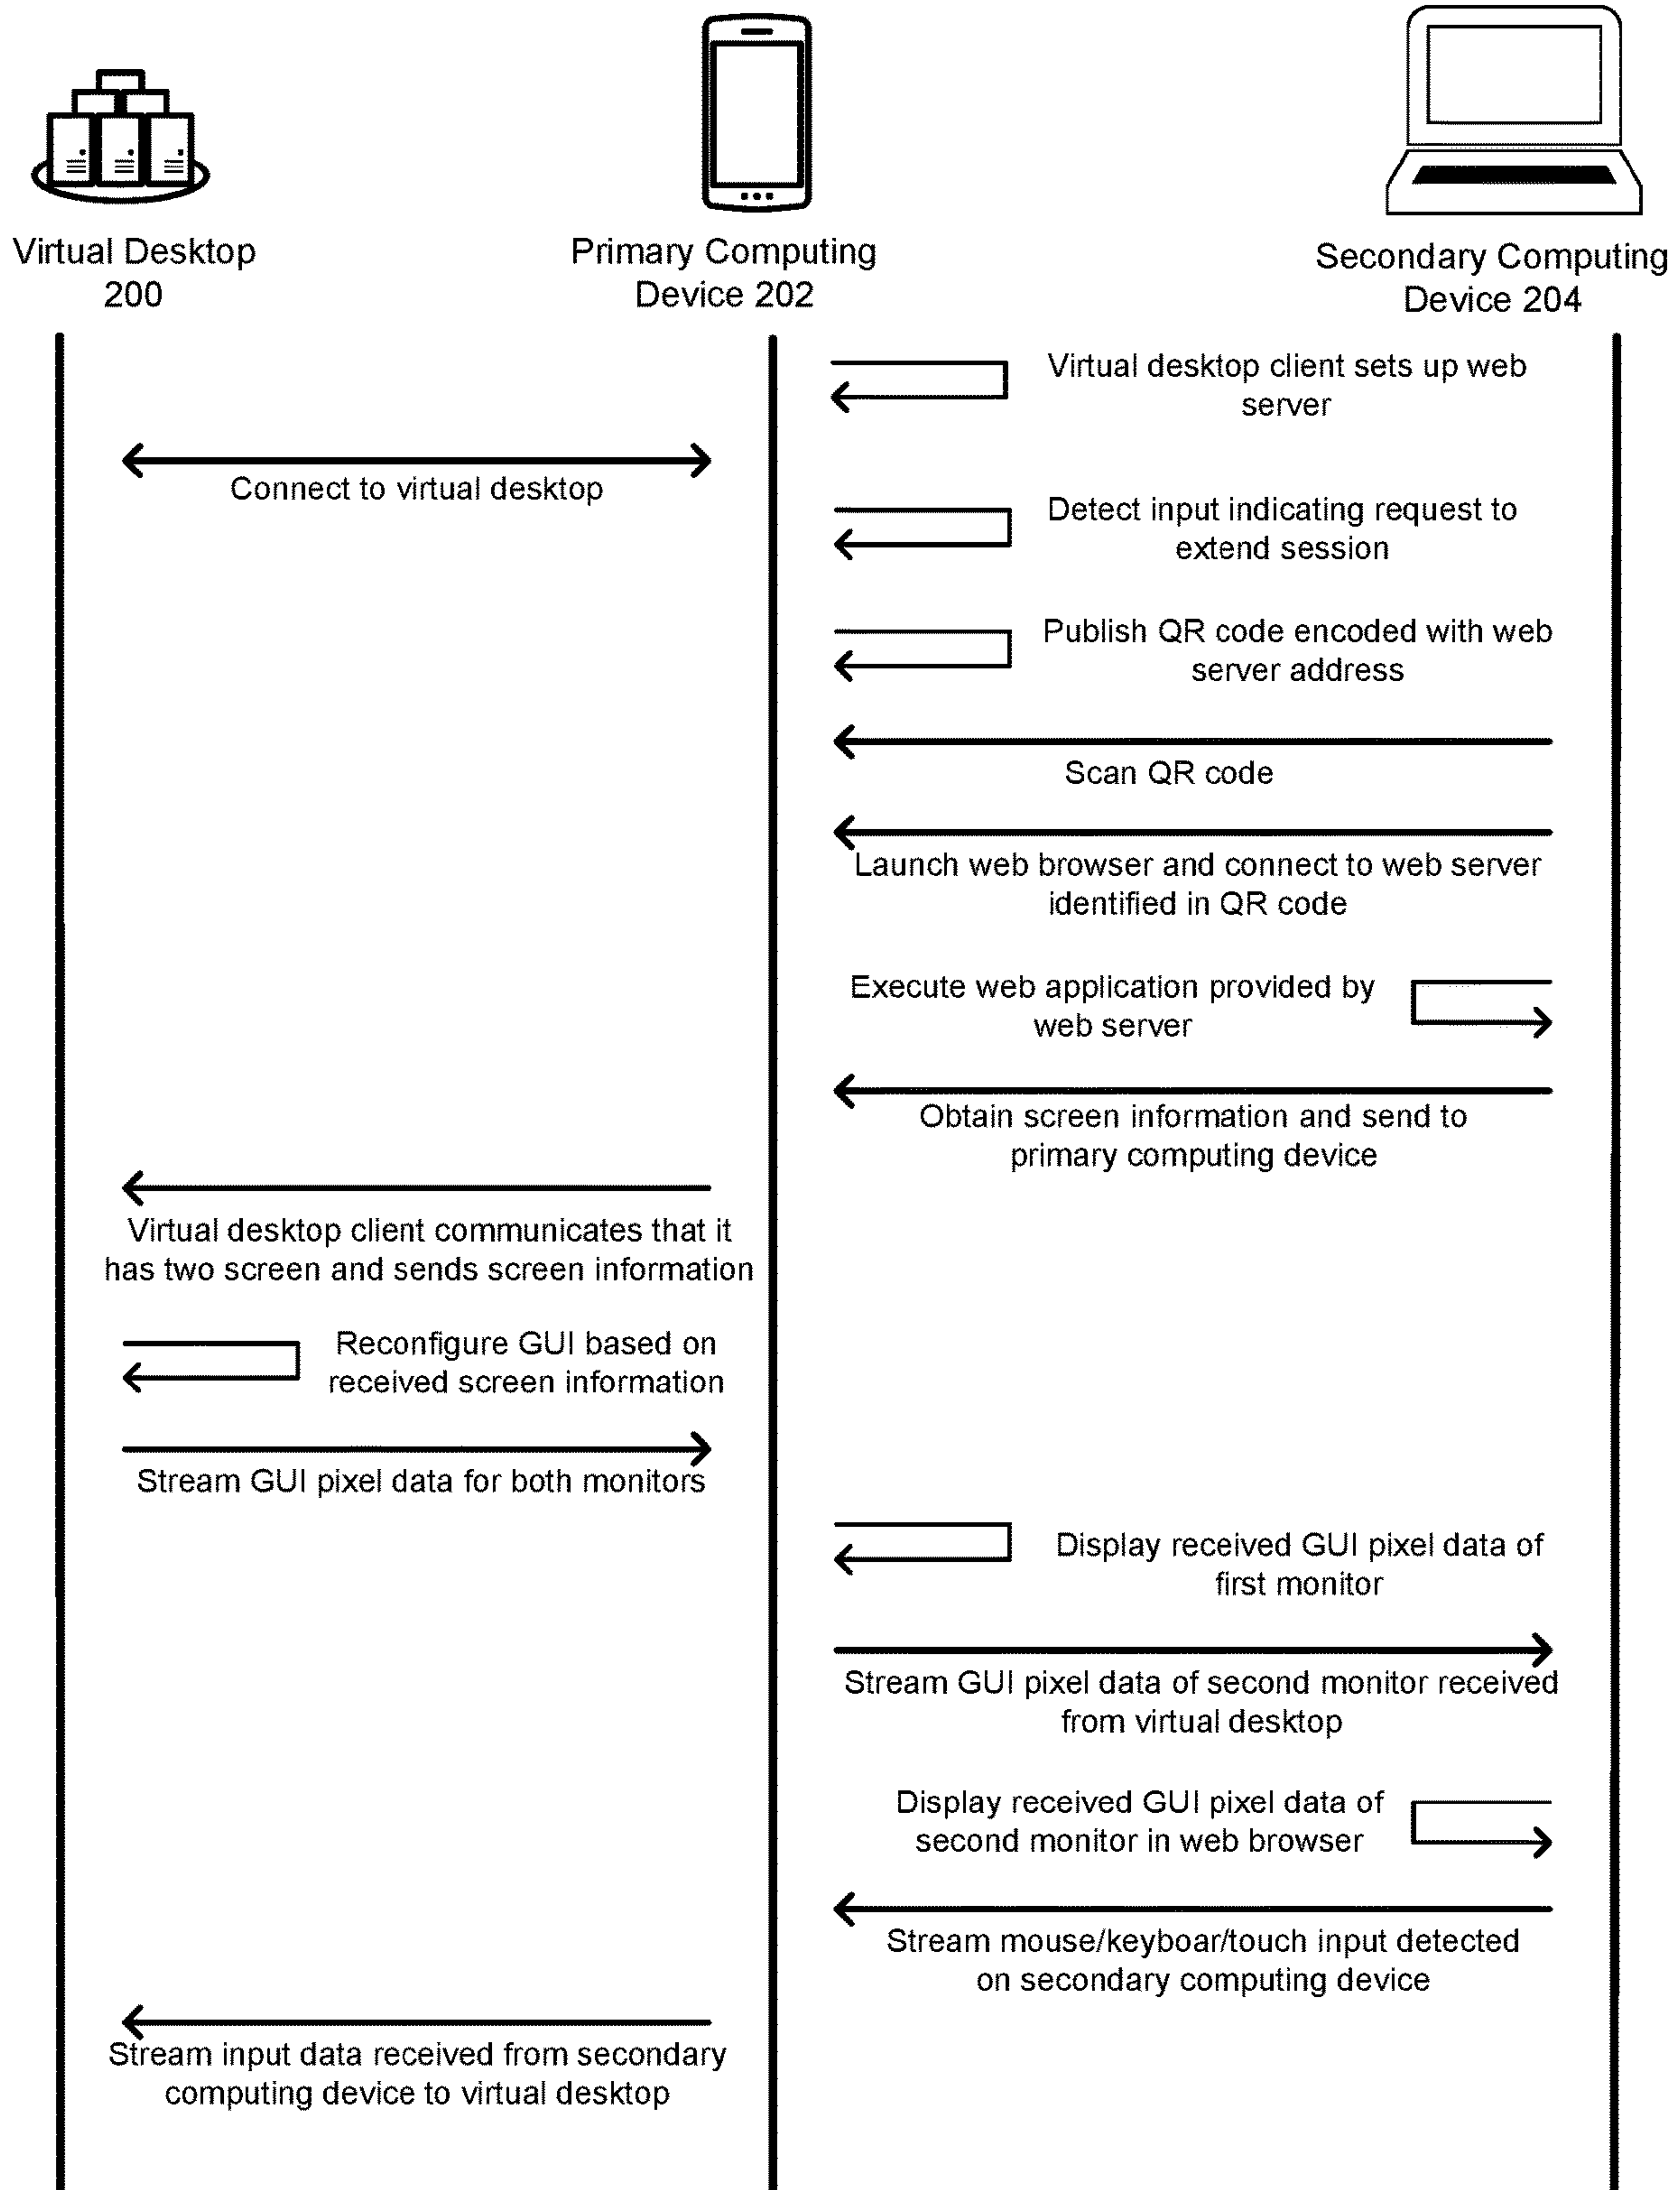 Virtual Desktop
200
Primary Computing
Device 202
Secondary Computing
Device 204
Virtual desktop client sets up web
server
Connect to virtual desktop
Detect input indicating request to
extend session
Publish QR code encoded with web
server address
Scan QR code
Launch web browser and connect to web server
identified in QR code
Execute web application provided by
web server
Obtain screen information and send to
primary computing device
Virtual desktop client communicates that it
has two screen and sends screen information
Reconfigure GUI based on
received screen information
Stream GUI pixel data for both monitors
Display received GUI pixel data of
first monitor
Stream GUI pixel data of second monitor received
from virtual desktop
Display received GUI pixel data of
second monitor in web browser
Stream mouse/keyboar/touch input detected
on secondary computing device
Stream input data received from secondary
computing device to virtual desktop